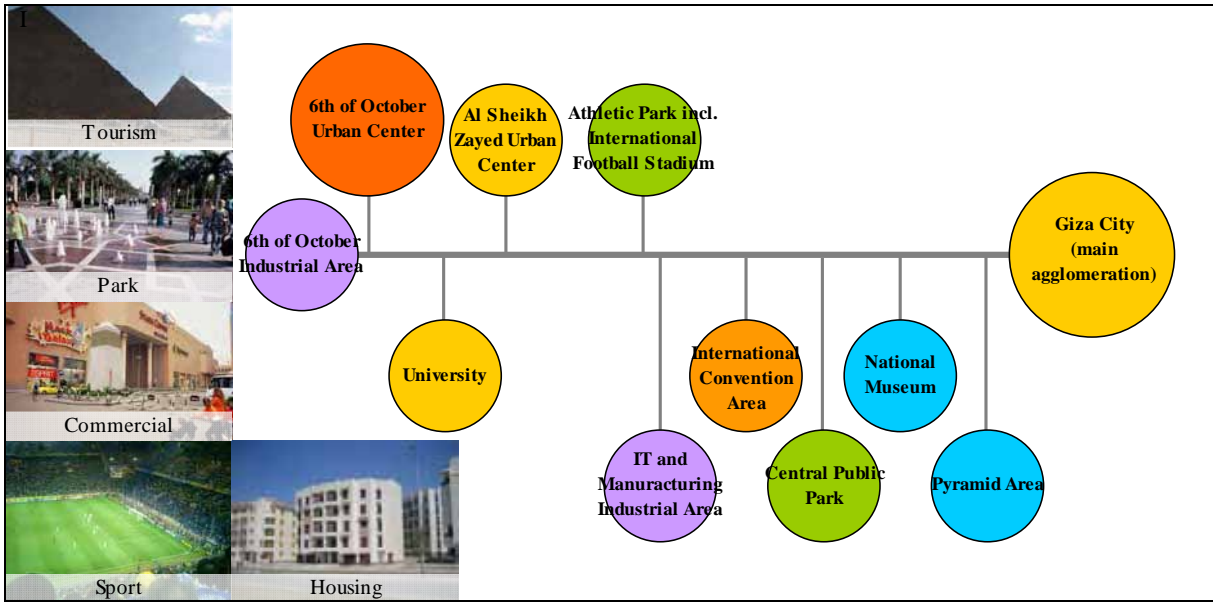 I
Tourism
Park
Commercial
Sport
Housing
6th of October
Urban Center
Al Sheikh
Zayed Urban
Center
Athletic Park incl.
International
Football Stadium
6th of October
Industrial Area
Giza City
(main
agglomeration)
University
International
Convention
Area
National
Museum
IT and
Manuracturing
Industrial Area
Central Public
Park
Pyramid Area